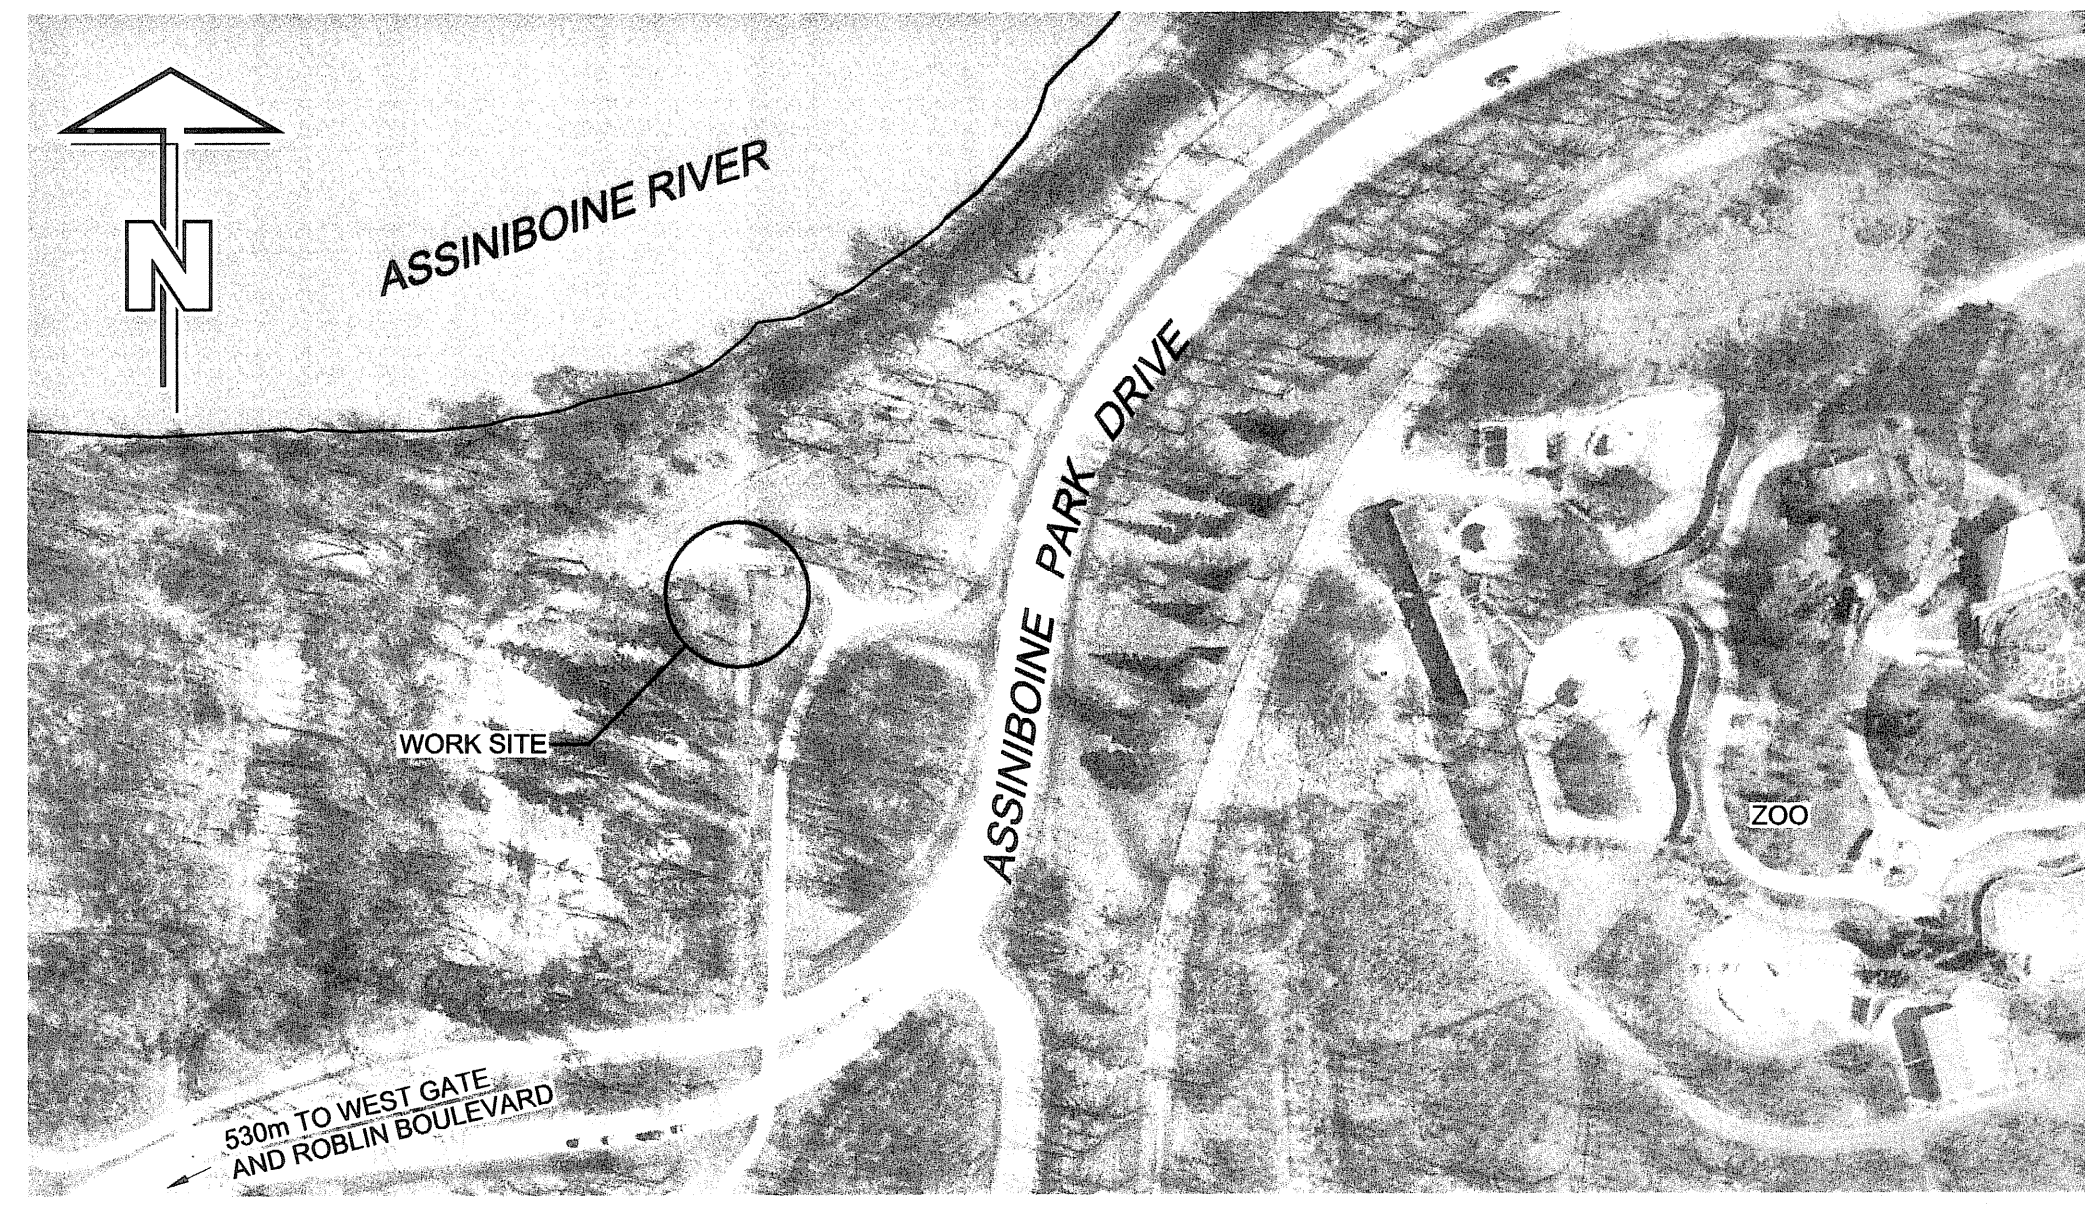 N
ASSINIBOINE RIVER
ASSINIBOINE PARK DRIVE
WORK SITE
ZOO
530m TO WEST GATE
AND ROBLIN BOULEVARD